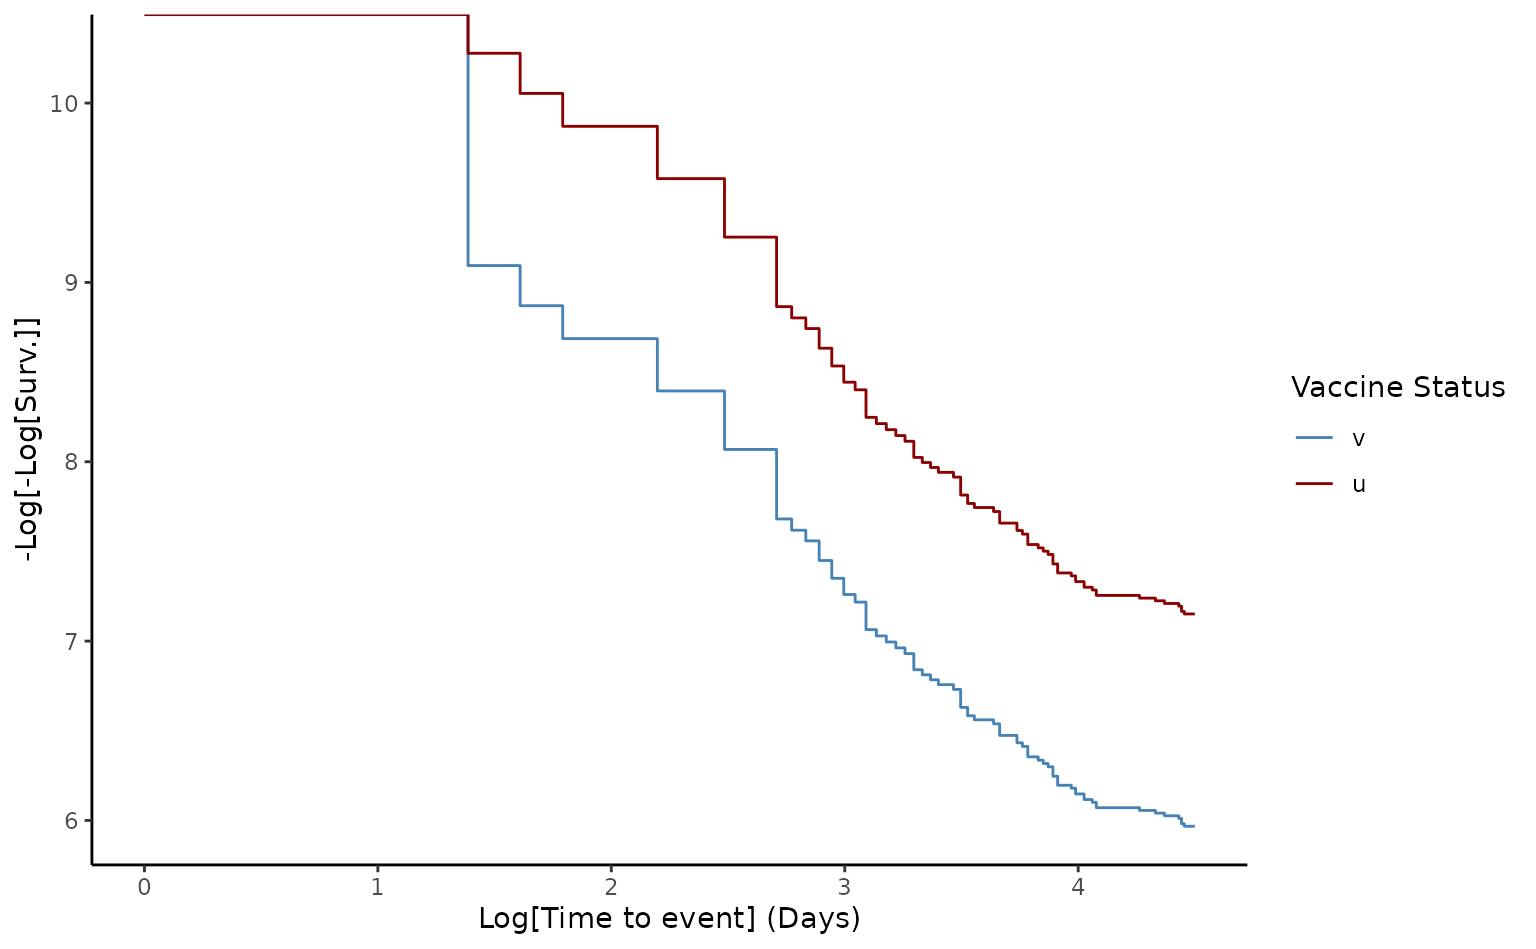 10
9
8
7
6
-Log[-Log[Surv.]]
0 1 2 3 4
Log[Time to event] (Days)
Vaccine Status
v
u